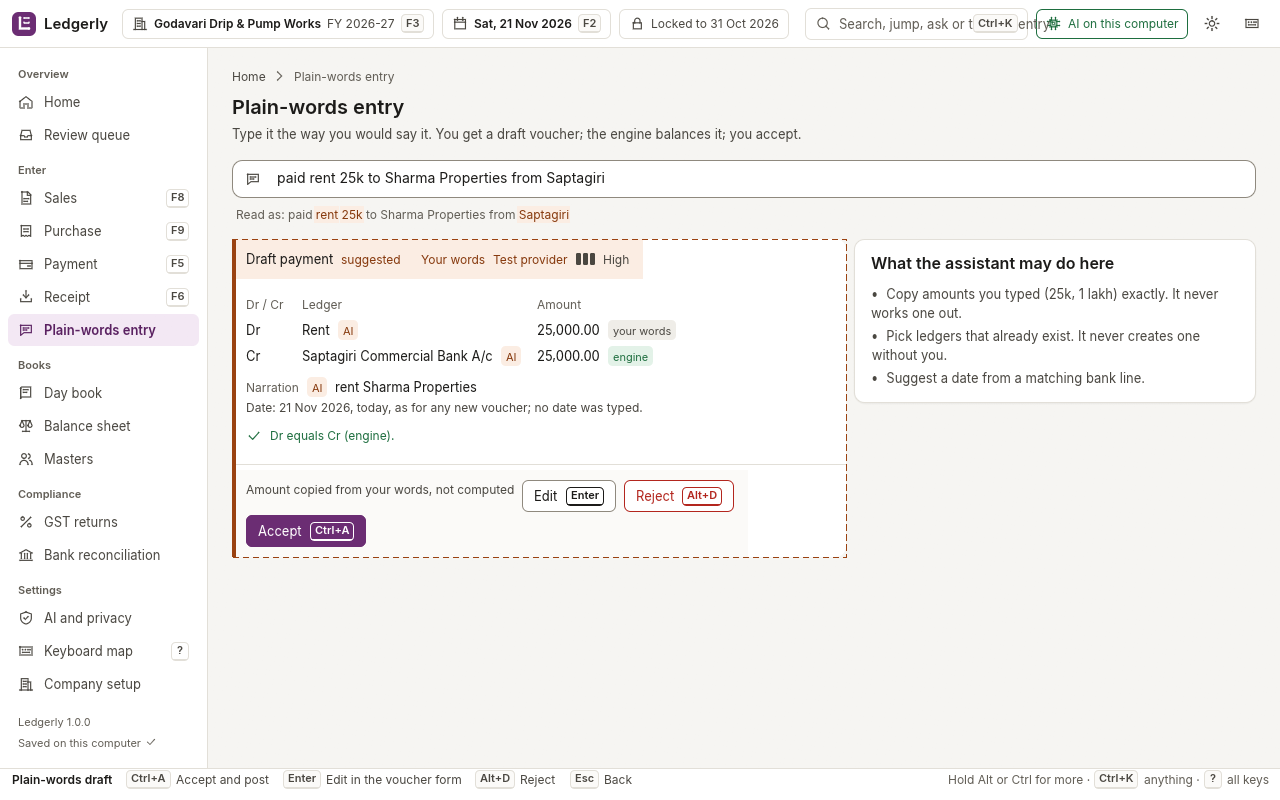 Ledgerly
Godavari Drip & Pump Works FY 2026-27 F3
Sat, 21 Nov 2026 F2
Locked to 31 Oct 2026
Search, jump, ask or t Ctrl+K entry
AI on this computer
Overview
Home
Review queue
Enter
Sales F8
Purchase F9
Payment F5
Receipt F6
Plain-words entry
Books
Day book
Balance sheet
Masters
Compliance
GST returns
Bank reconciliation
Settings
AI and privacy
Keyboard map ?
Company setup
Ledgerly 1.0.0
Saved on this computer
Home > Plain-words entry
Plain-words entry
Type it the way you would say it. You get a draft voucher; the engine balances it; you accept.
paid rent 25k to Sharma Properties from Saptagiri
Read as: paid rent 25k to Sharma Properties from Saptagiri
Draft payment suggested Your words Test provider High
Dr / Cr Ledger Amount
Dr Rent AI 25,000.00 your words
Cr Saptagiri Commercial Bank A/c AI 25,000.00 engine
Narration AI rent Sharma Properties
Date: 21 Nov 2026, today, as for any new voucher; no date was typed.
Dr equals Cr (engine).
Amount copied from your words, not computed Edit Enter Reject Alt+D
Accept Ctrl+A
What the assistant may do here
• Copy amounts you typed (25k, 1 lakh) exactly. It never
works one out.
• Pick ledgers that already exist. It never creates one
without you.
• Suggest a date from a matching bank line.
Plain-words draft Ctrl+A Accept and post Enter Edit in the voucher form Alt+D Reject Esc Back
Hold Alt or Ctrl for more · Ctrl+K anything · ? all keys